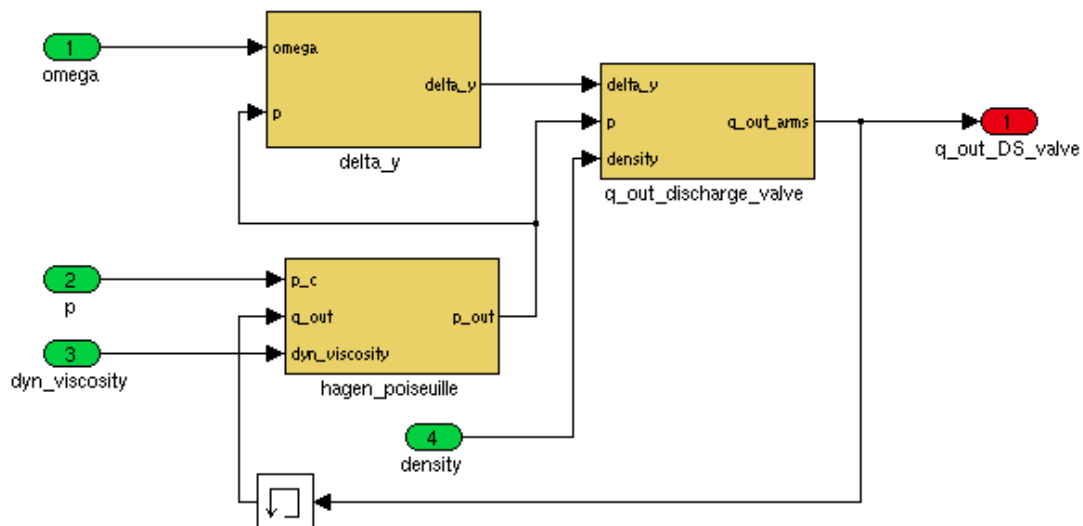 1
omega
omega
p
delta_y
delta_y
delta_y
p
density
q_out_arms
q_out_discharge_valve
1
q_out_DS_valve
2
p
3
dyn_viscosity
p_c
q_out
dyn_viscosity
p_out
hagen_poiseuille
4
density